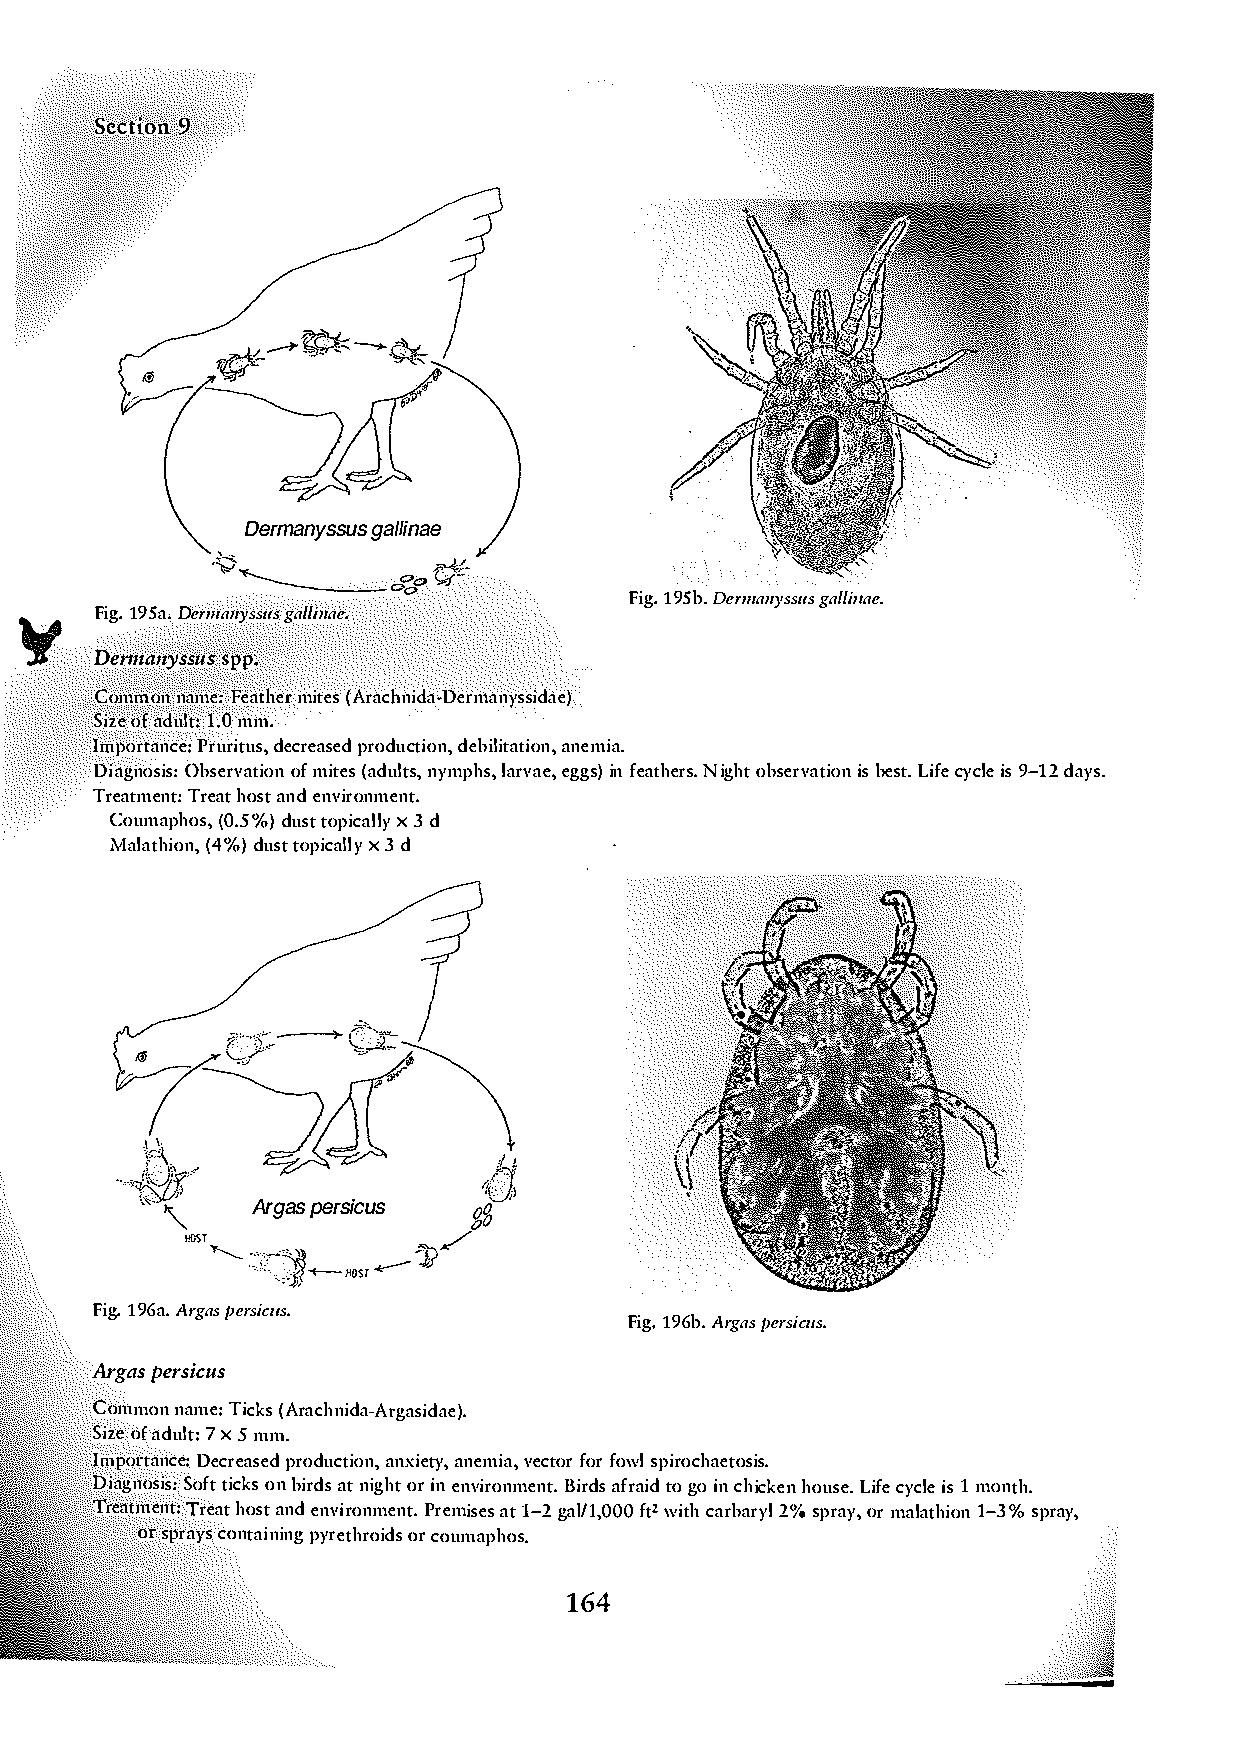 Section 9
Dermanyssus gallinae
Fig. 195a. Dermanyssus gallinae.
Fig. 195b. Dermanyssus gallinae.
Dermanyssus spp.
Common name: Feather mites (Arachnida-Dermanyssidae)
Size of adult: 1.0 mm.
Importance: Pruritus, decreased production, debilitation, anemia.
Diagnosis: Observation of mites (adults, nymphs, larvae, eggs) in feathers. Night observation is best. Life cycle is 9–12 days.
Treatment: Treat host and environment.
Coumaphos, (0.5%) dust topically × 3 d
Malathion, (4%) dust topically × 3 d
Argas persicus
HOST
HOST
Fig. 196a. Argas persicus.
Fig. 196b. Argas persicus.
Argas persicus
Common name: Ticks (Arachnida-Argasidae).
Size of adult: 7 × 5 mm.
Importance: Decreased production, anxiety, anemia, vector for fowl spirochaetosis.
Diagnosis: Soft ticks on birds at night or in environment. Birds afraid to go in chicken house. Life cycle is 1 month.
Treatment: Treat host and environment. Premises at 1–2 gal/1,000 ft² with carbaryl 2% spray, or malathion 1–3% spray,
or sprays containing pyrethroids or coumaphos.
164